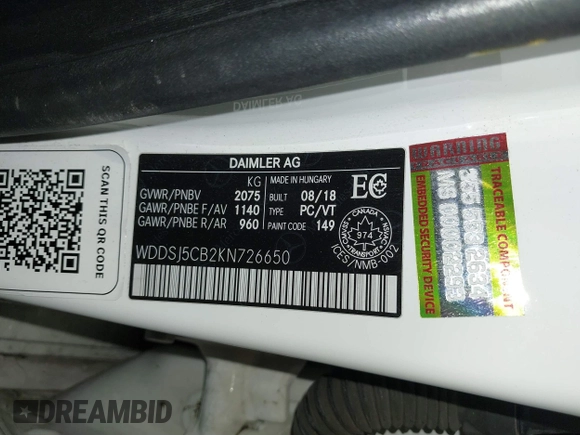 SCAN THIS QR CODE
DAIMLER AG
KG MADE IN HUNGARY
GVWR/PNBV 2075 BUILT 08/18
GAWR/PNBE F/AV 1140 TYPE PC/VT
GAWR/PNBE R/AR 960 PAINT 149
WDDSJ5CB2KN726650
EC
CANADA
974
TRANSPORT
ICES/NMB 002
WARNING
TRACEABLE COMPONENT
EMBEDDED SECURITY DEVICE
DREAMBID